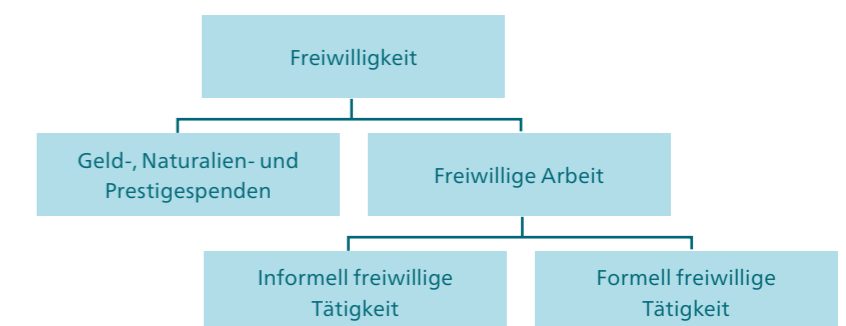 Freiwilligkeit
Geld-, Naturalien- und
Prestigespenden
Freiwillige Arbeit
Informell freiwillige
Tätigkeit
Formell freiwillige
Tätigkeit